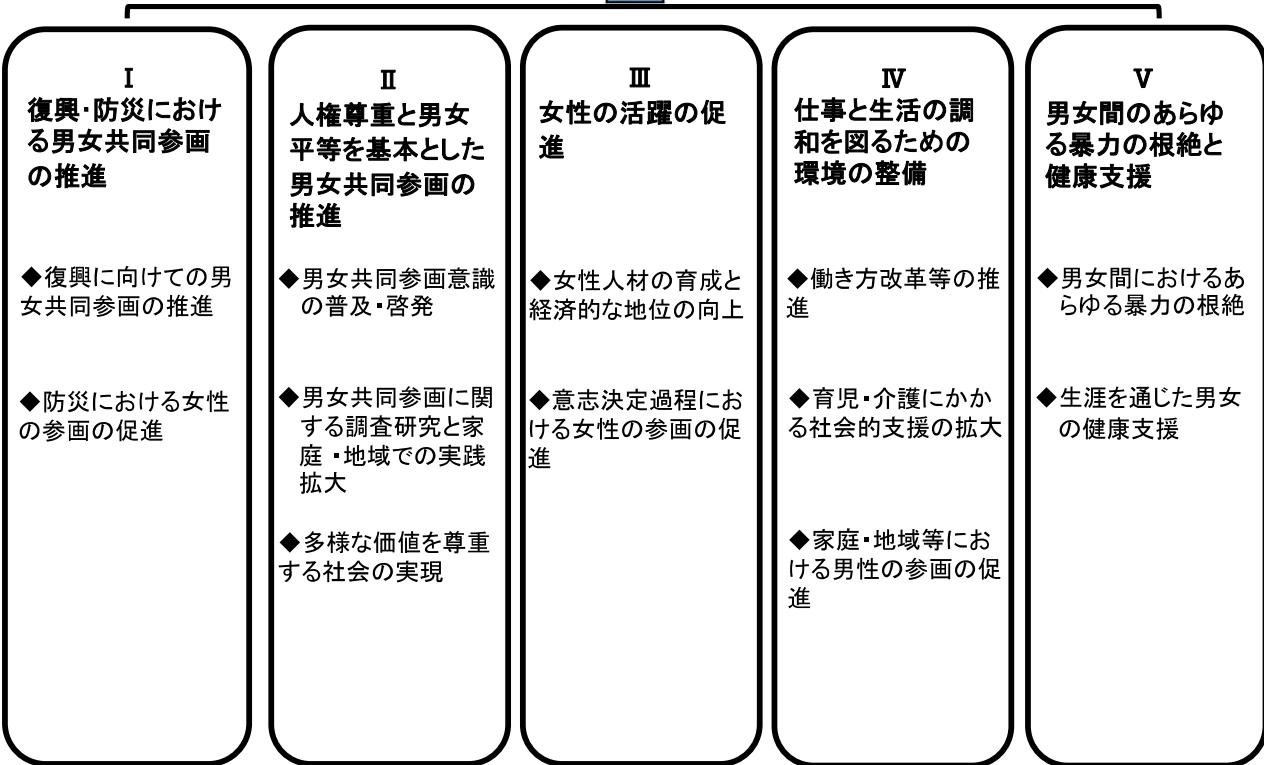 Ⅰ
復興・防災におけ
る男女共同参画
の推進
◆復興に向けての男
女共同参画の推進
◆防災における女性
の参画の促進
Ⅱ
人権尊重と男女
平等を基本とした
男女共同参画の
推進
◆男女共同参画意識
の普及・啓発
◆男女共同参画に関
する調査研究と家
庭・地域での実践
拡大
◆多様な価値を尊重
する社会の実現
Ⅲ
女性の活躍の促
進
◆女性人材の育成と
経済的な地位の向上
◆意志決定過程にお
ける女性の参画の促
進
Ⅳ
仕事と生活の調
和を図るための
環境の整備
◆働き方改革等の推
進
◆育児・介護にかか
る社会的支援の拡大
◆家庭・地域等にお
ける男性の参画の促
進
Ⅴ
男女間のあらゆ
る暴力の根絶と
健康支援
◆男女間におけるあ
らゆる暴力の根絶
◆生涯を通じた男女
の健康支援